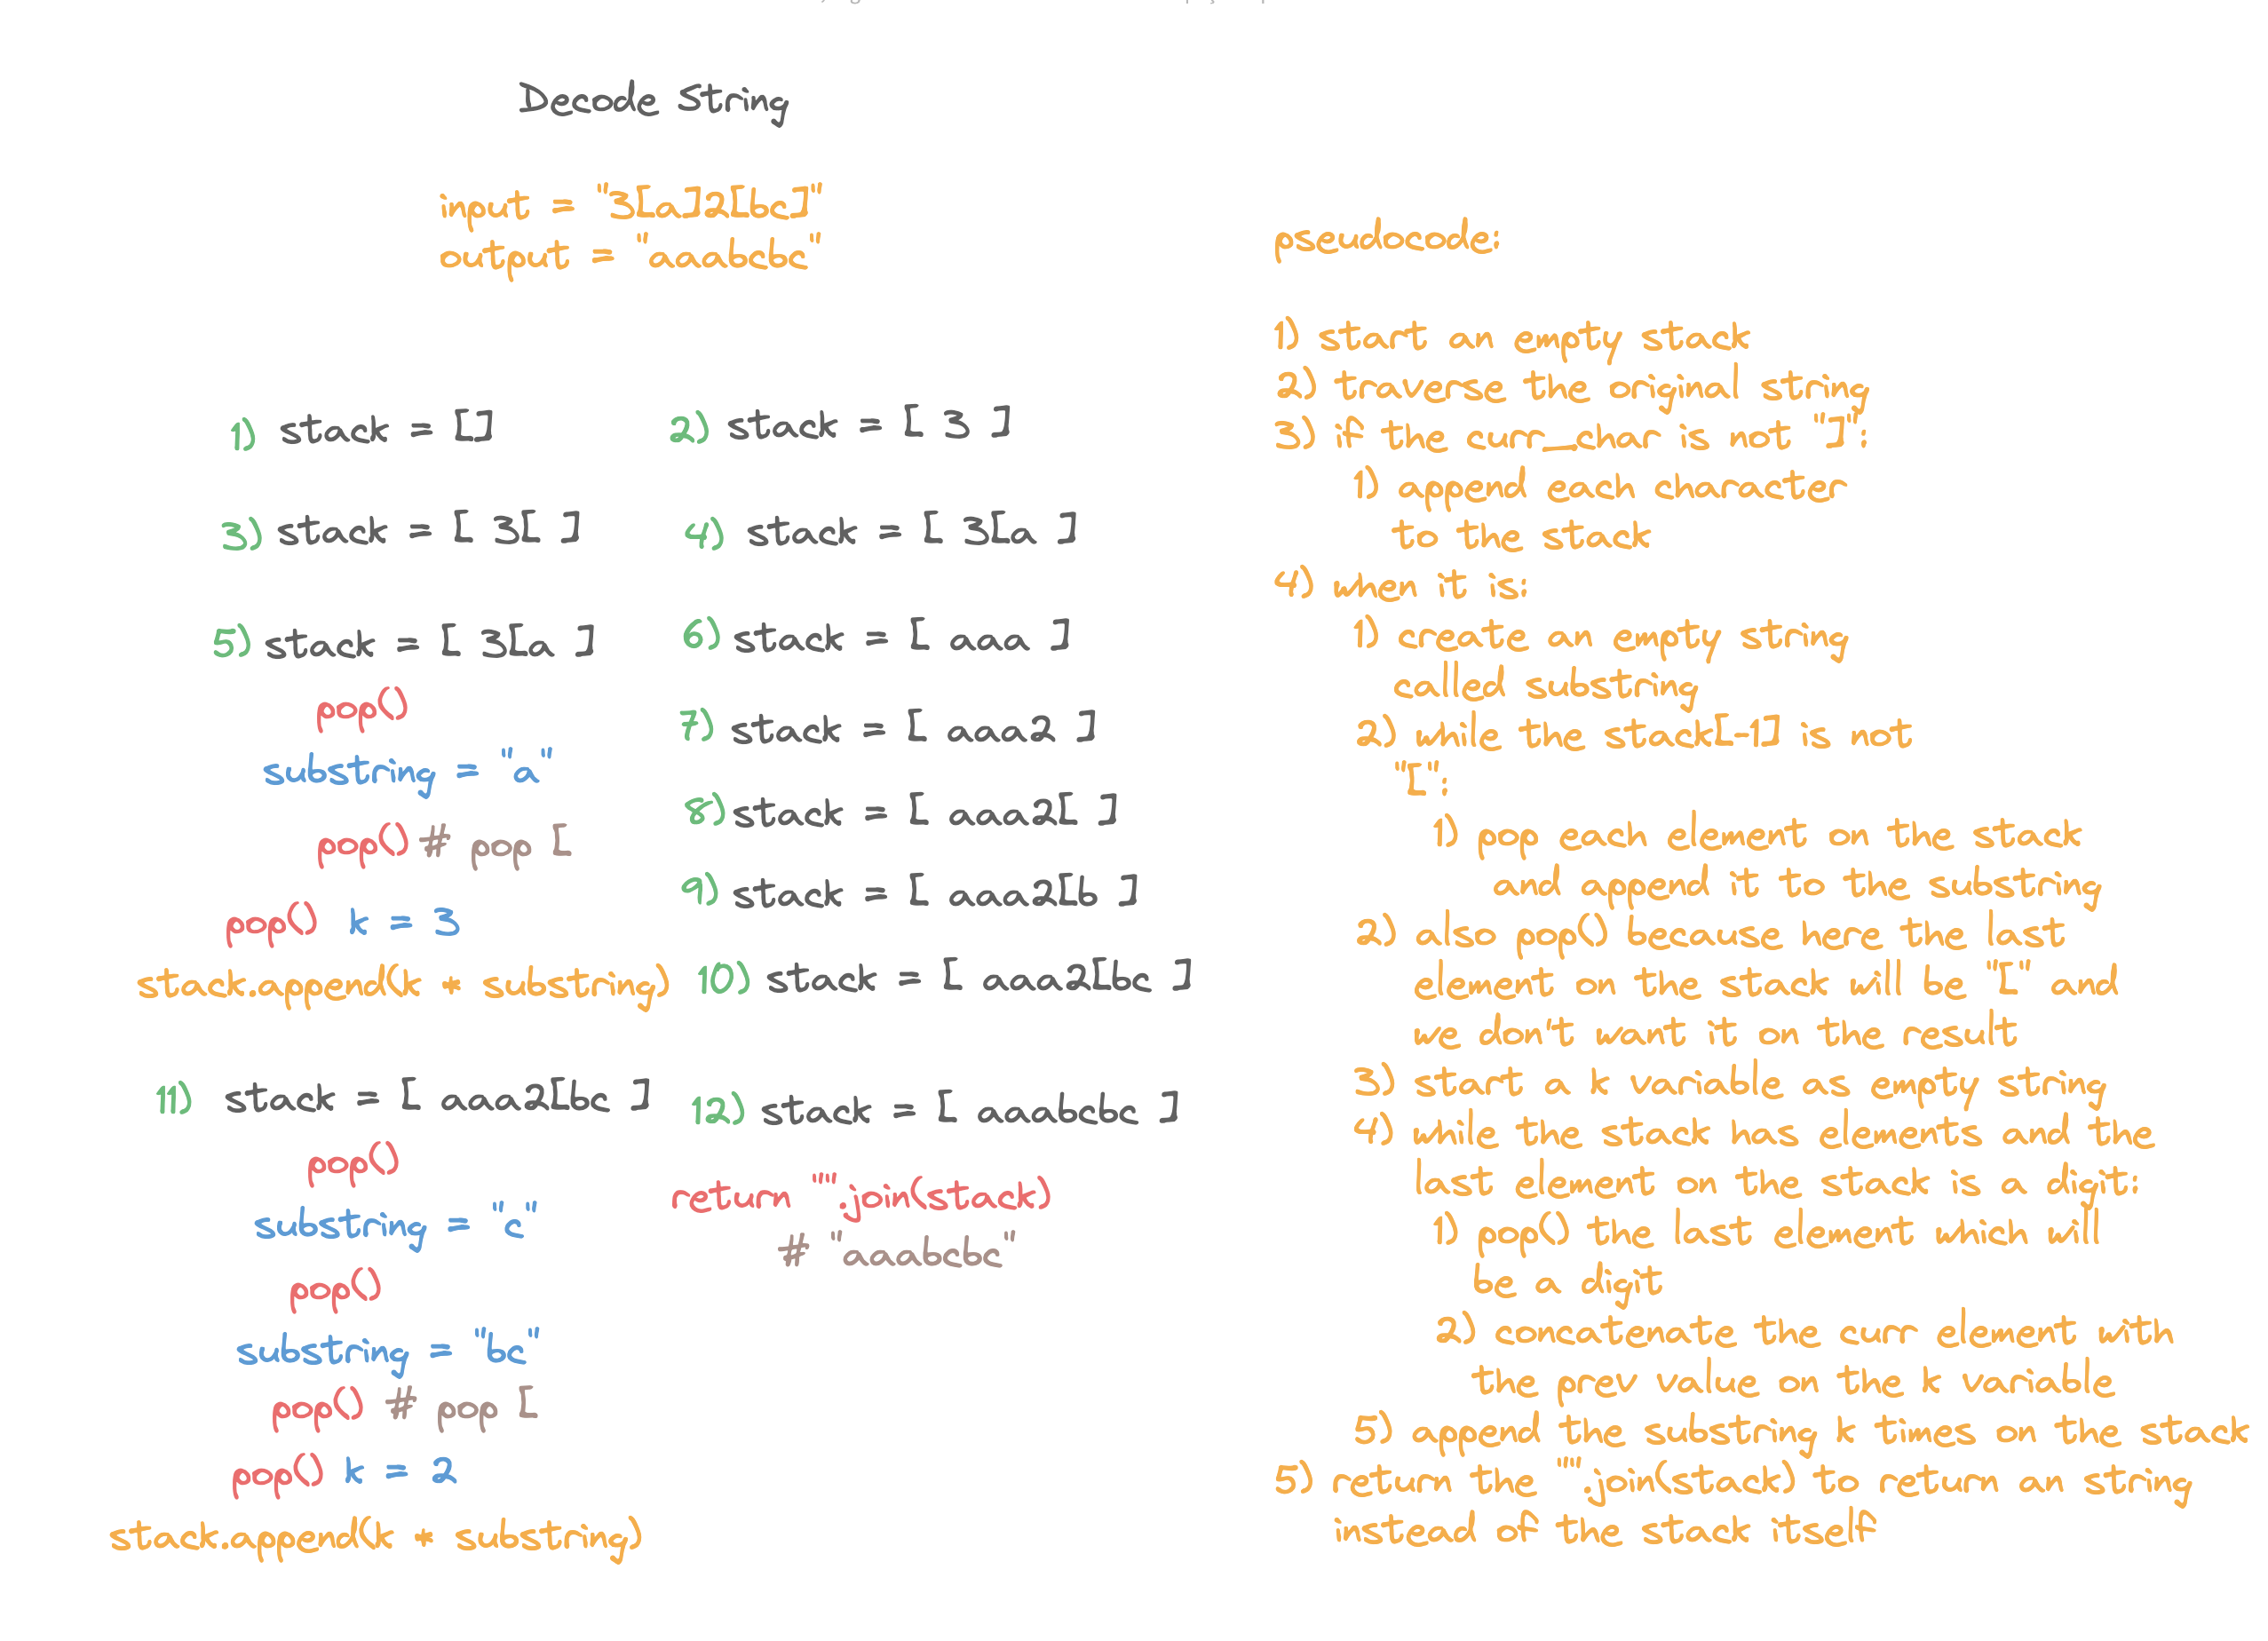 Decode String
input = "3[a]2[bc]"
output = "aaabcbc"
1) stack = []
2) stack = [ 3 ]
3) stack = [ 3[ ]
4) stack = [ 3[a ]
5) stack = [ 3[a ]
pop()
substring = "a"
pop() # pop [
pop() k = 3
stack.append(k * substring)
6) stack = [ aaa ]
7) stack = [ aaa2 ]
8) stack = [ aaa2[ ]
9) stack = [ aaa2[b ]
10) stack = [ aaa2[bc ]
11) stack = [ aaa2[bc ]
pop()
substring = "c"
pop()
substring = "bc"
pop() # pop [
pop() k = 2
stack.append(k * substring)
12) stack = [ aaabcbc ]
return "".join(stack)
# "aaabcbc"
pseudocode:
1) start an empty stack
2) traverse the original string
3) if the curr_char is not "]":
1) append each character
to the stack
4) when it is:
1) create an empty string
called substring
2) while the stack[-1] is not
"[":
1) pop each element on the stack
and append it to the substring
2) also pop() because here the last
element on the stack will be "[" and
we don't want it on the result
3) start a k variable as empty string
4) while the stack has elements and the
last element on the stack is a digit:
1) pop() the last element which will
be a digit
2) concatenate the curr element with
the prev value on the k variable
5) append the substring k times on the stack
5) return the "".join(stack) to return an string
instead of the stack itself